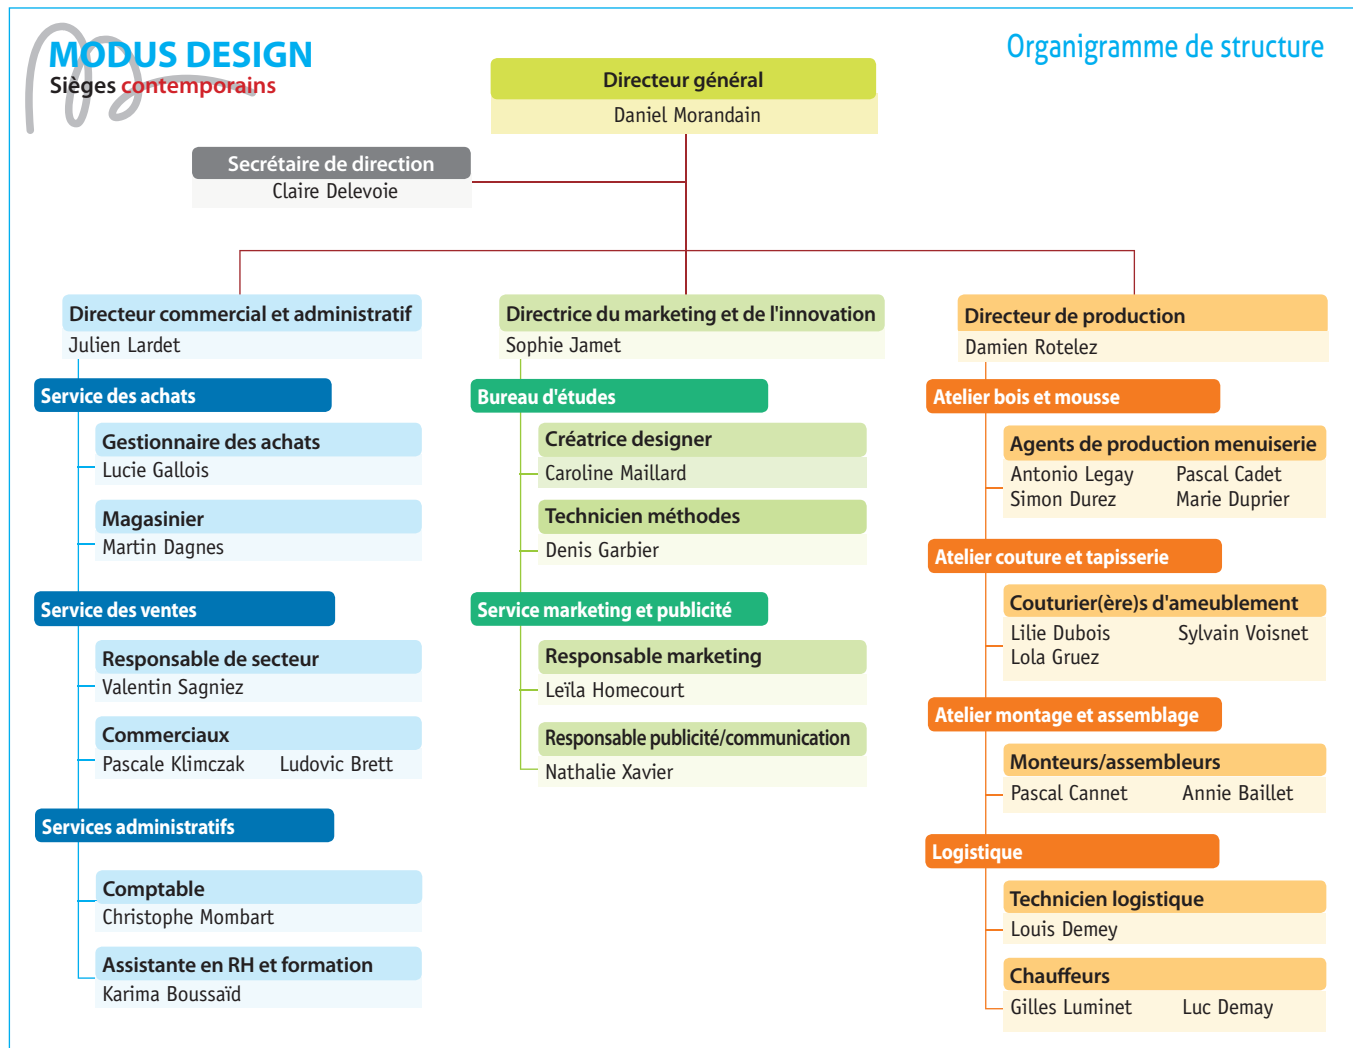 MODUS DESIGN
Sièges contemporains
Organigramme de structure
Directeur général
Daniel Morandain
Secrétaire de direction
Claire Delevoie
Directeur commercial et administratif
Julien Lardet
Service des achats
Gestionnaire des achats
Lucie Gallois
Magasinier
Martin Dagnes
Service des ventes
Responsable de secteur
Valentin Sagniez
Commerciaux
Pascale Klimczak Ludovic Brett
Services administratifs
Comptable
Christophe Mombart
Assistante en RH et formation
Karima Boussaïd
Directrice du marketing et de l'innovation
Sophie Jamet
Bureau d'études
Créatrice designer
Caroline Maillard
Technicien méthodes
Denis Garbier
Service marketing et publicité
Responsable marketing
Leïla Homecourt
Responsable publicité/communication
Nathalie Xavier
Directeur de production
Damien Rotelez
Atelier bois et mousse
Agents de production menuiserie
Antonio Legay Pascal Cadet
Simon Durez Marie Duprier
Atelier couture et tapisserie
Couturier(ère)s d'ameublement
Lilie Dubois Sylvain Voisnet
Lola Gruez
Atelier montage et assemblage
Monteurs/assembleurs
Pascal Cannet Annie Baillet
Logistique
Technicien logistique
Louis Demey
Chauffeurs
Gilles Luminet Luc Demay